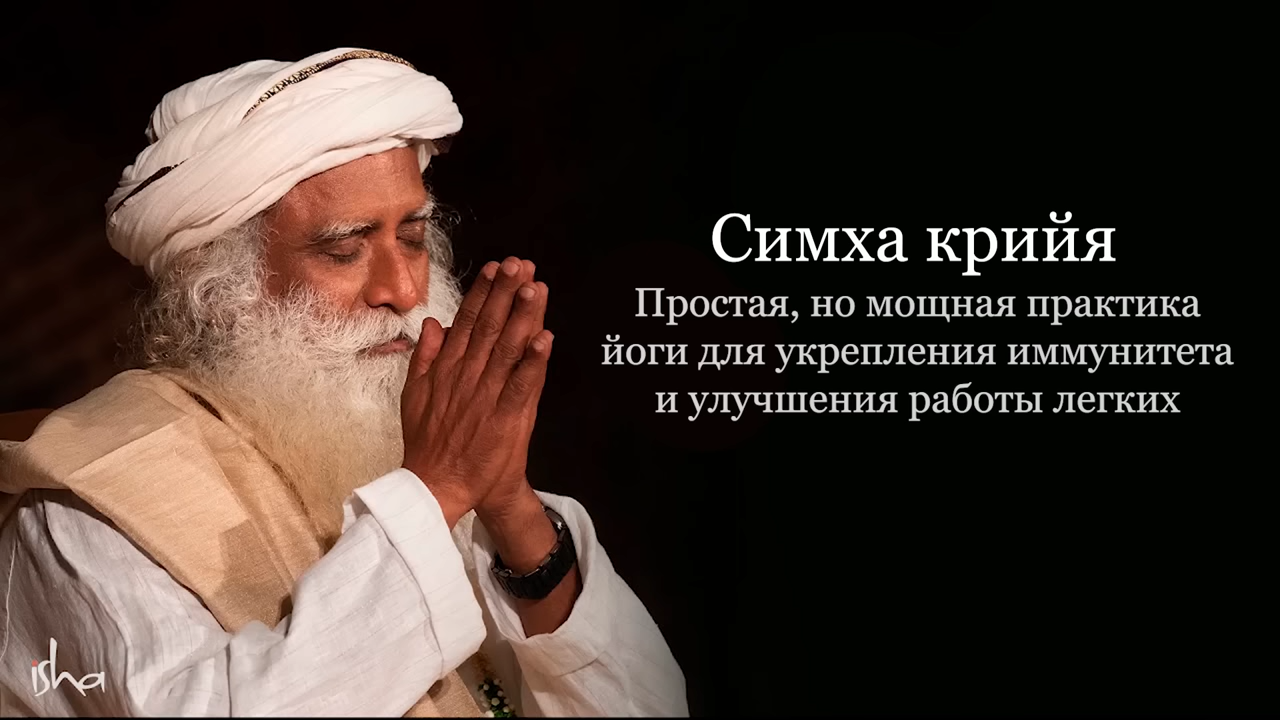 Симха крийя
Простая, но мощная практика
йоги для укрепления иммунитета
и улучшения работы легких
isha